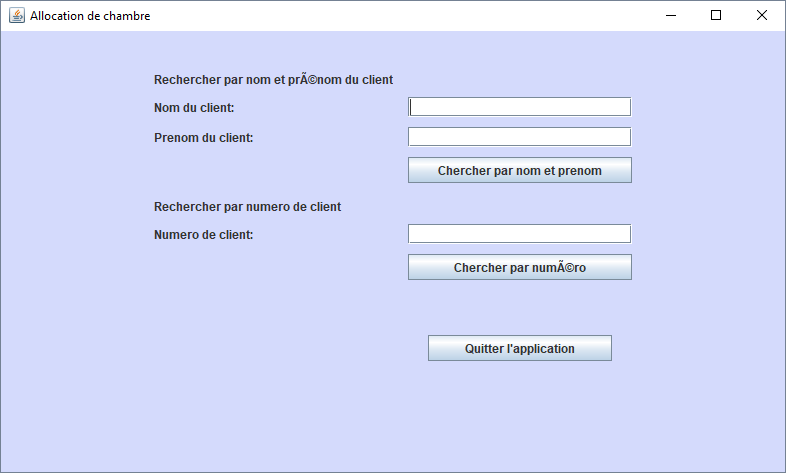 Allocation de chambre
Rechercher par nom et prÃ©nom du client
Nom du client:
Prenom du client:
Chercher par nom et prenom
Rechercher par numero de client
Numero de client:
Chercher par numÃ©ro
Quitter l'application